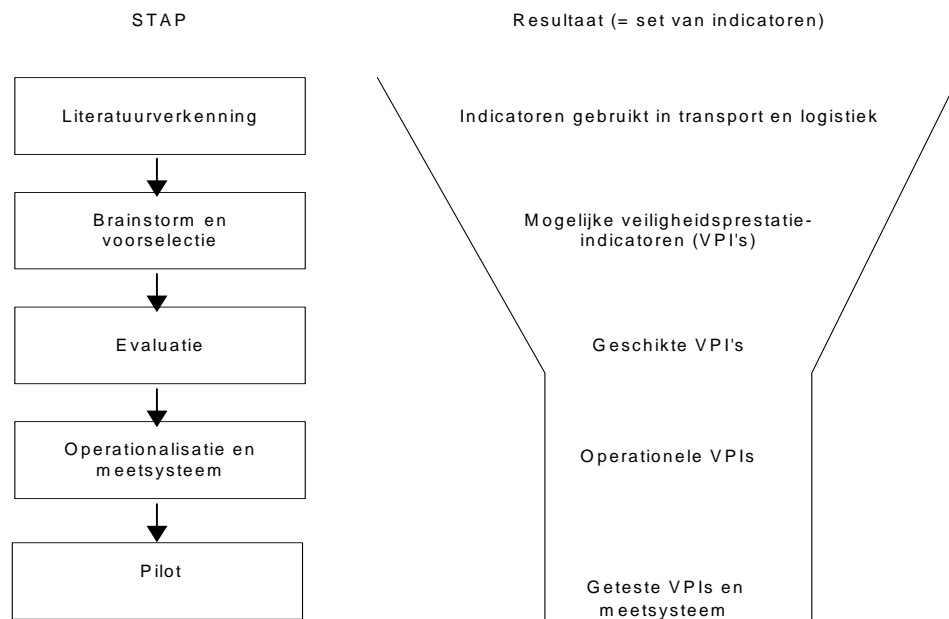 STAP
Resultaat (= set van indicatoren)
Literatuurverkenning
Indicatoren gebruikt in transport en logistiek
Brainstorm en
voorselectie
Mogelijke veiligheidsprestatie-
indicatoren (VPI's)
Evaluatie
Geschikte VPI's
Operationalisatie en
meetsysteem
Operationele VPIs
Pilot
Geteste VPIs en
meetsysteem